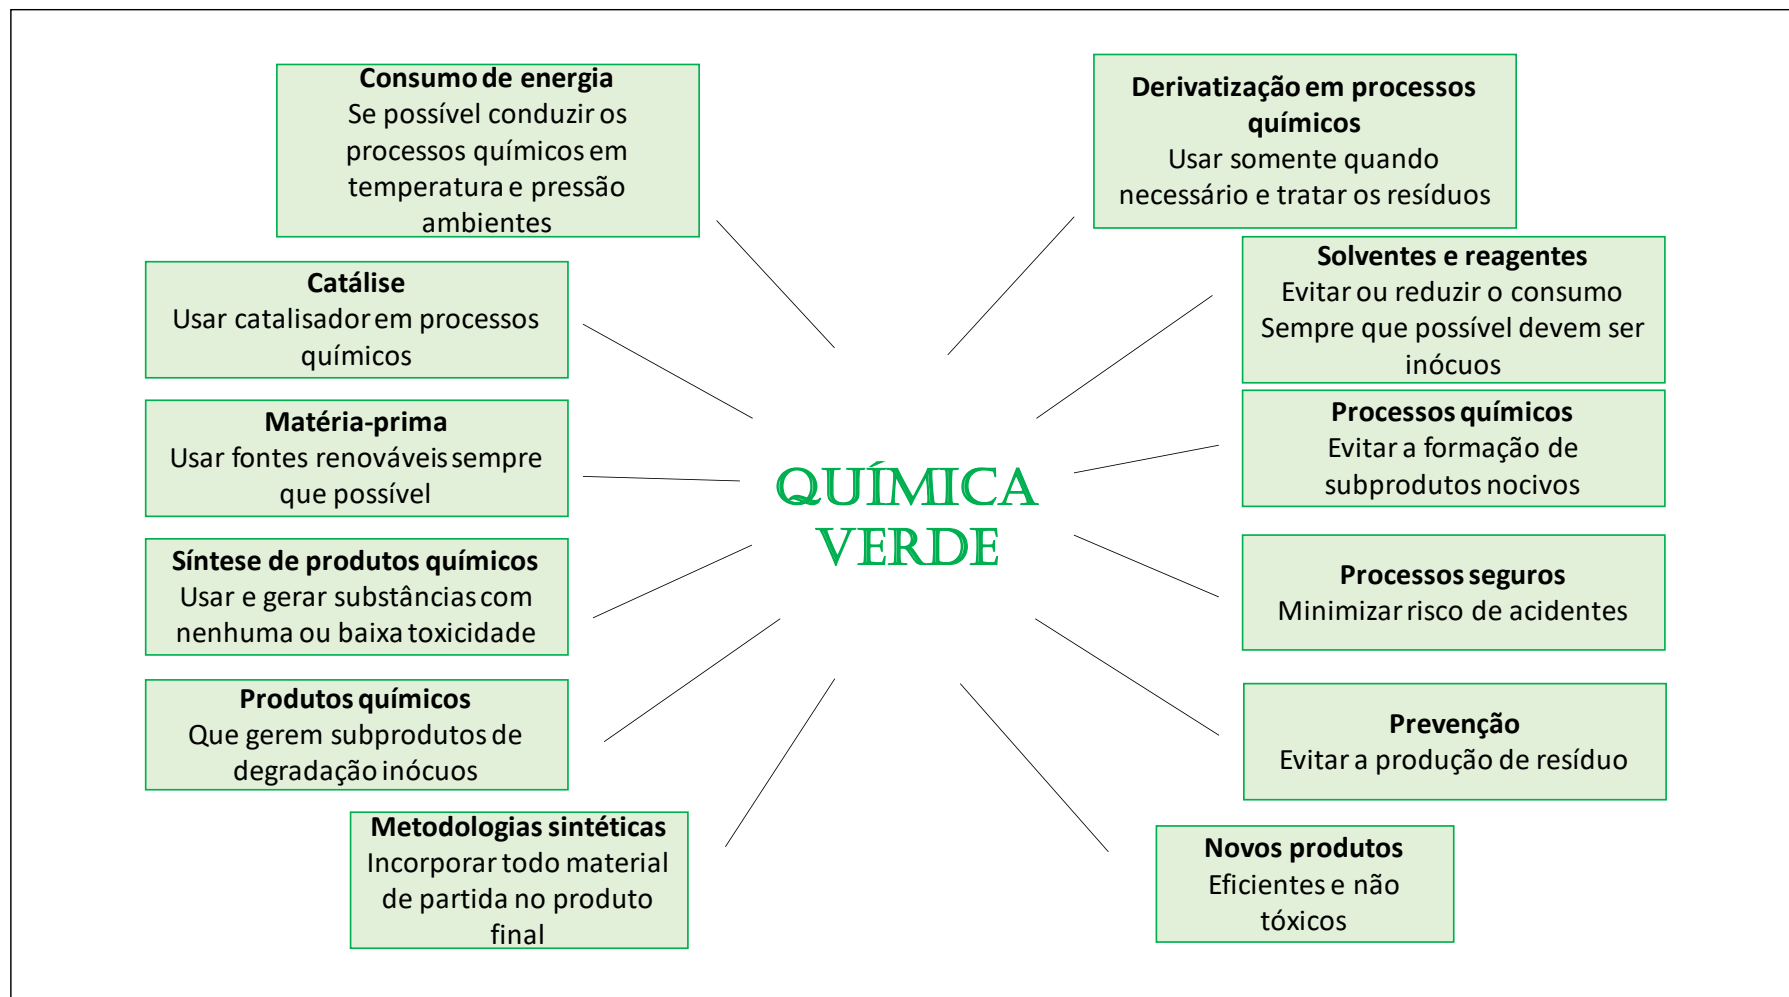 Consumo de energia
Se possível conduzir os
processos químicos em
temperatura e pressão
ambientes
Catálise
Usar catalisador em processos
químicos
Matéria-prima
Usar fontes renováveis sempre
que possível
Síntese de produtos químicos
Usar e gerar substâncias com
nenhuma ou baixa toxicidade
Produtos químicos
Que gerem subprodutos de
degradação inócuos
Metodologias sintéticas
Incorporar todo material
de partida no produto
final
QUÍMICA
VERDE
Derivatização em processos
químicos
Usar somente quando
necessário e tratar os resíduos
Solventes e reagentes
Evitar ou reduzir o consumo
Sempre que possível devem ser
inócuos
Processos químicos
Evitar a formação de
subprodutos nocivos
Processos seguros
Minimizar risco de acidentes
Prevenção
Evitar a produção de resíduo
Novos produtos
Eficientes e não
tóxicos